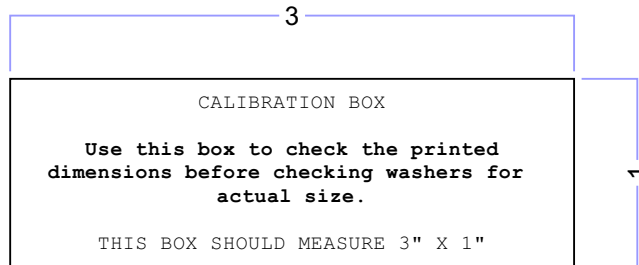 3
CALIBRATION BOX
Use this box to check the printed
dimensions before checking washers for
actual size.
1
THIS BOX SHOULD MEASURE 3" X 1"